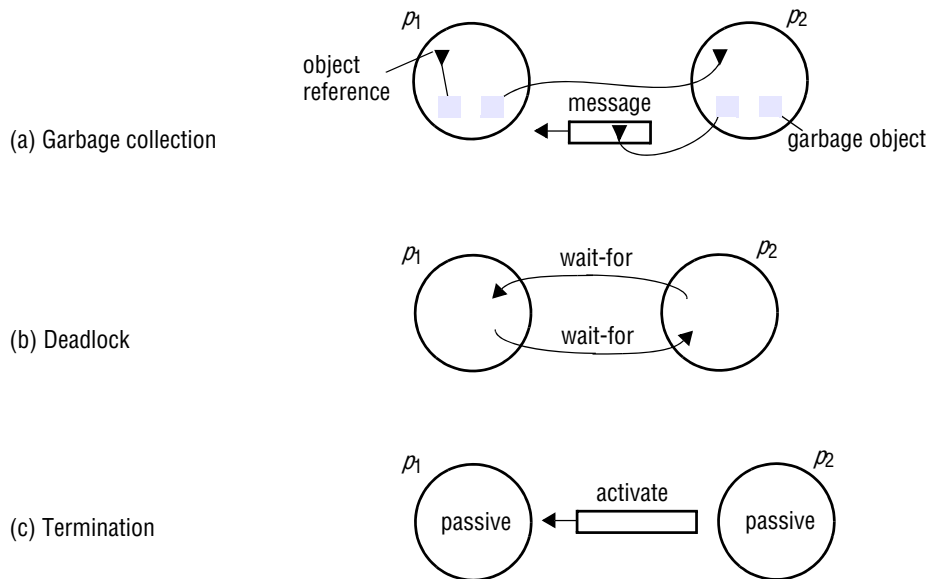 p1
p2
object
reference
message
(a) Garbage collection
garbage object
p1
p2
wait-for
(b) Deadlock
wait-for
p1
p2
activate
(c) Termination
passive
passive